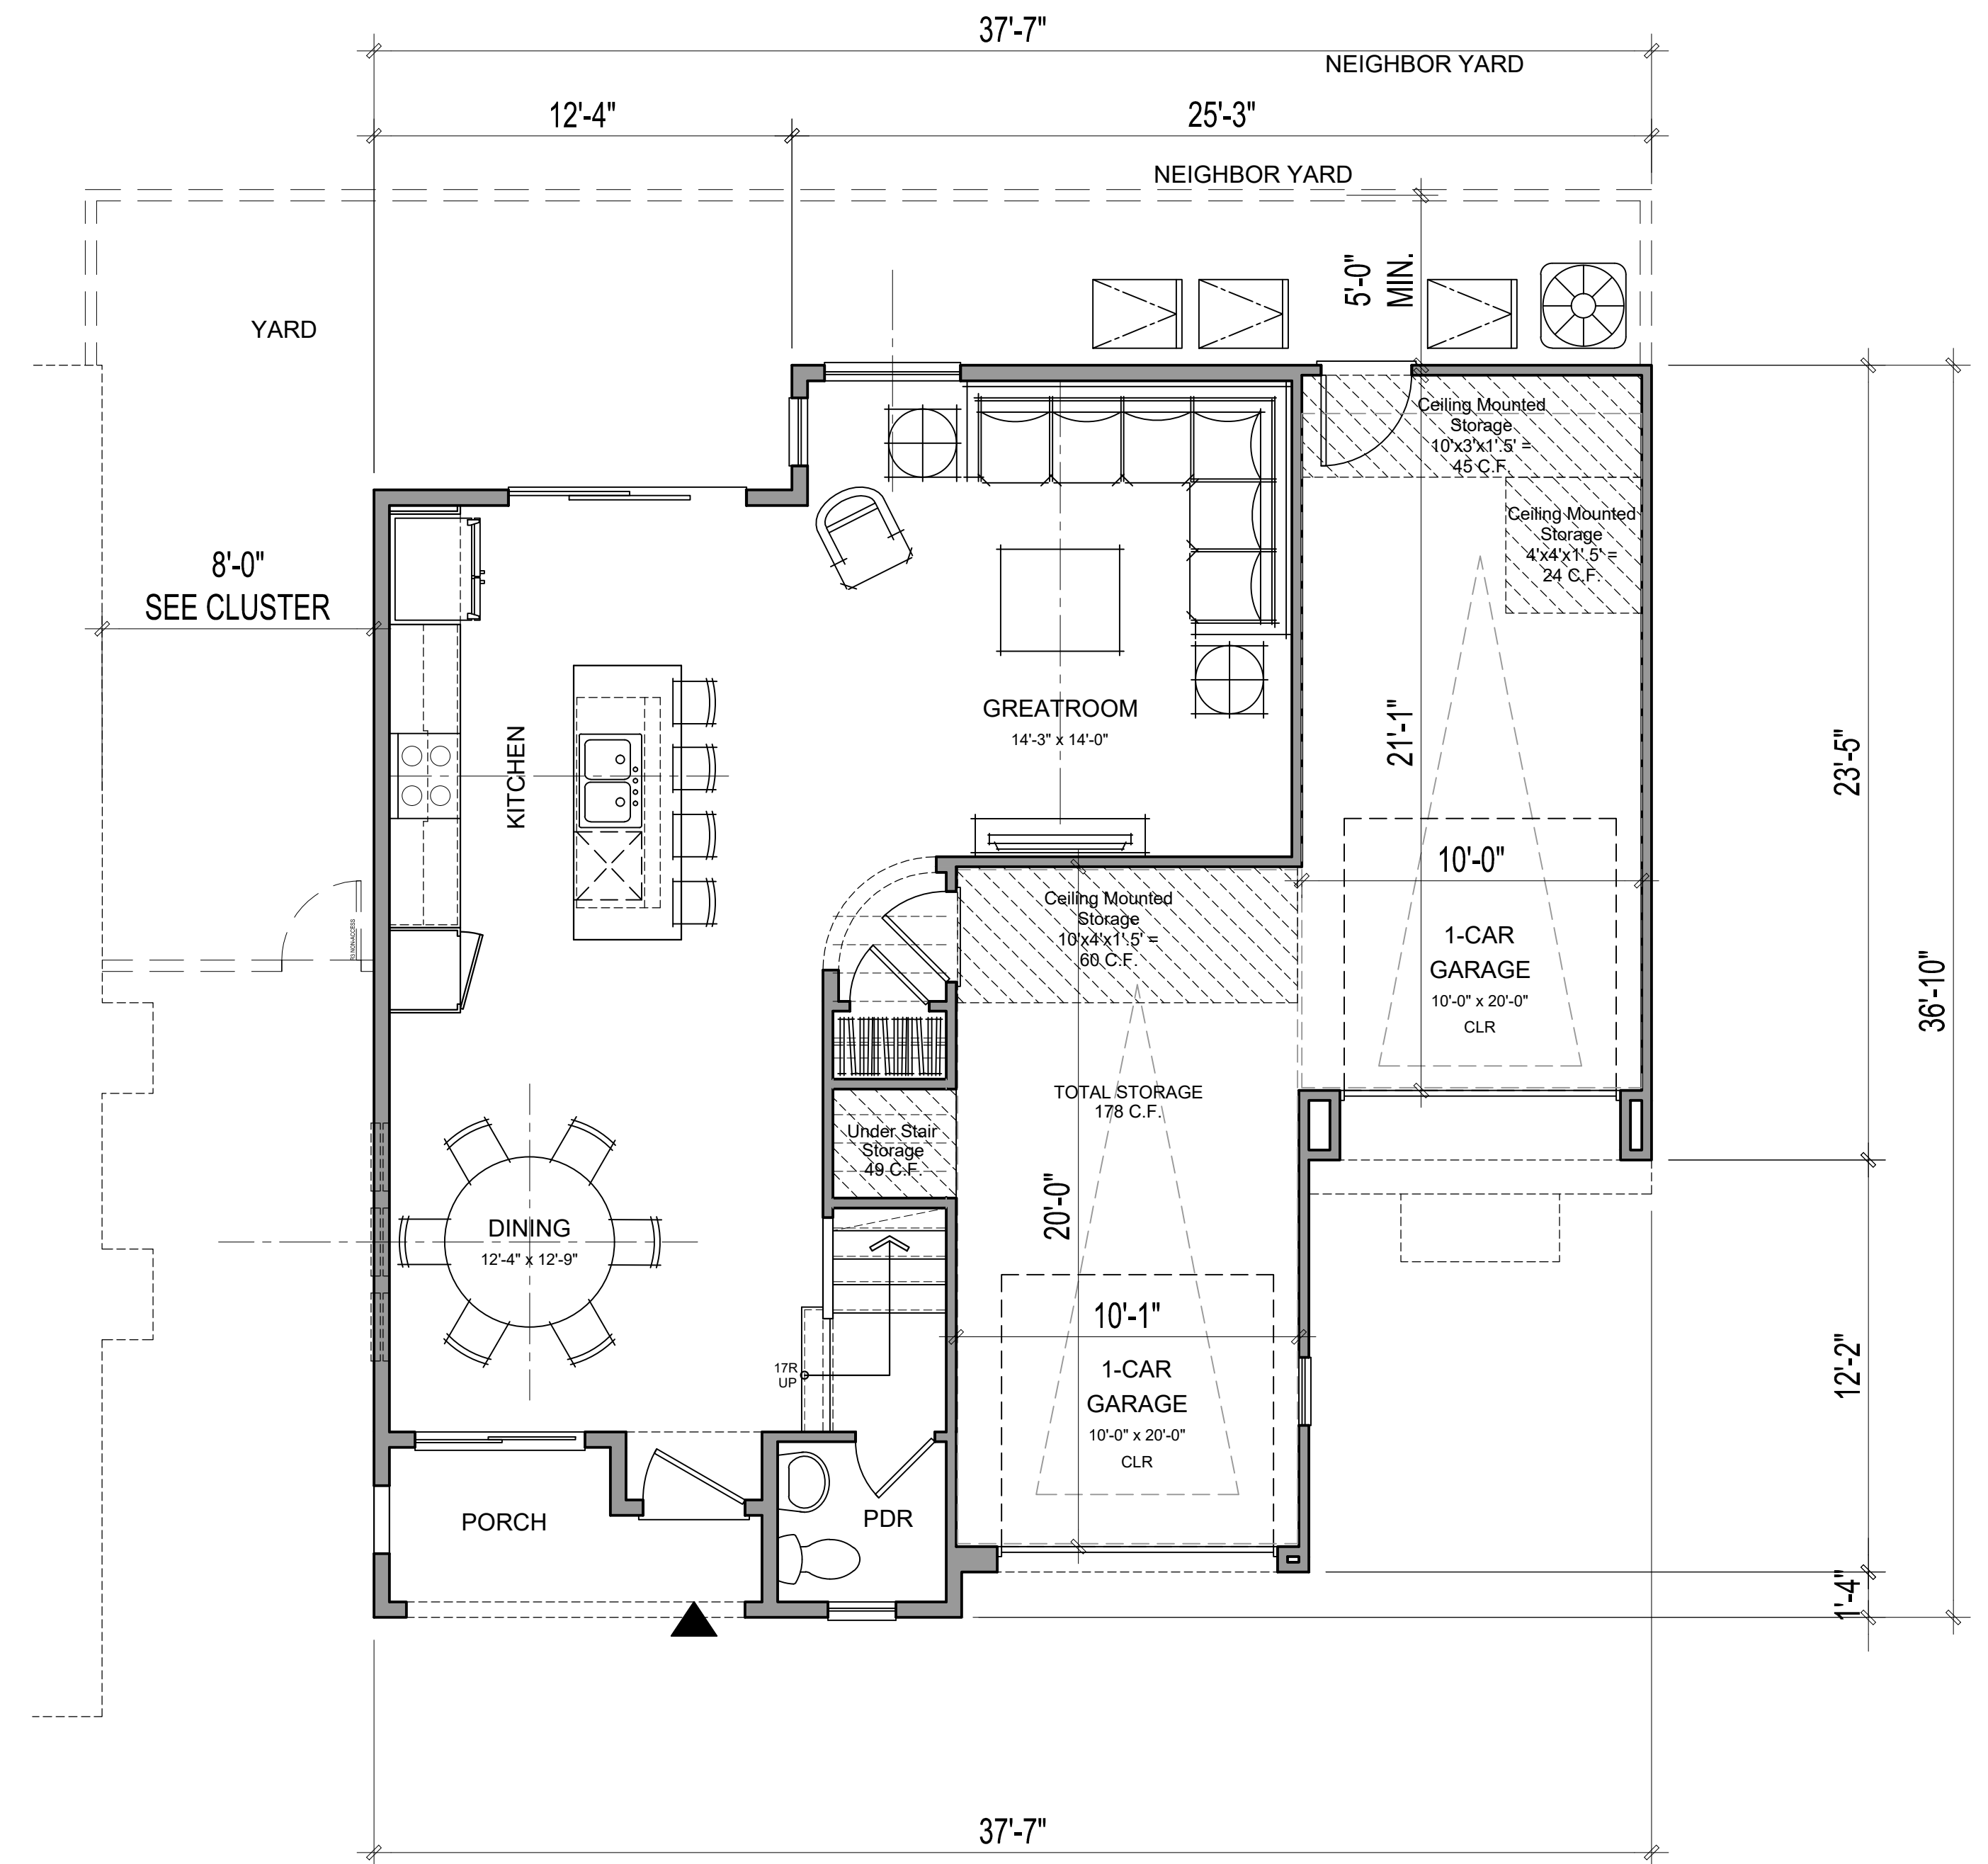 37'-7"
NEIGHBOR YARD
12'-4"
25'-3"
NEIGHBOR YARD
5'-0"
MIN.
YARD
Ceiling Mounted
Storage
10'x3'x1'.5' =
45 C.F.
Ceiling Mounted
Storage
4'x4'x1'.5' =
24 C.F.
8'-0"
SEE CLUSTER
KITCHEN
GREATROOM
14'-3" x 14'-0"
21'-1"
23'-5"
10'-0"
Ceiling Mounted
Storage
10'x4'x1'.5' =
60 C.F.
1-CAR
GARAGE
10'-0" x 20'-0"
CLR
36'-10"
TOTAL STORAGE
178 C.F.
Under Stair
Storage
49 C.F.
20'-0"
DINING
12'-4" x 12'-9"
10'-1"
17R
UP
1-CAR
GARAGE
10'-0" x 20'-0"
CLR
12'-2"
PORCH
PDR
1'-4"
37'-7"